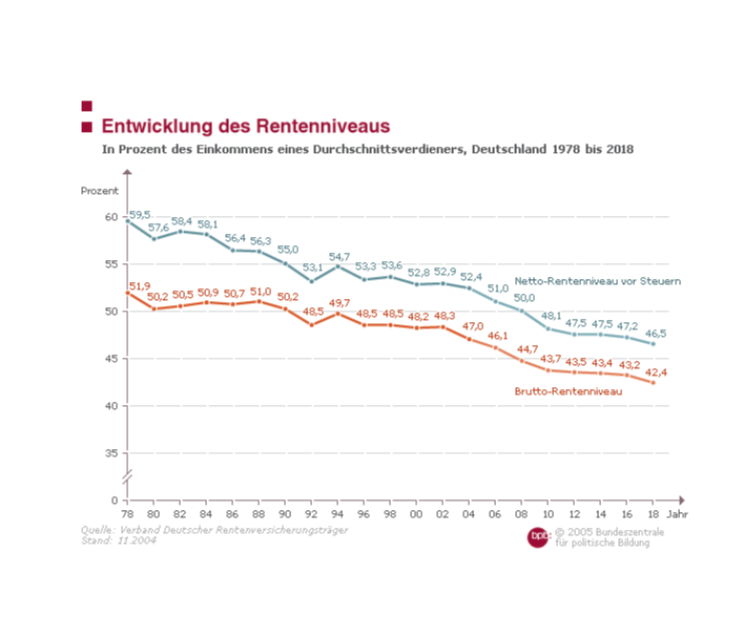 Entwicklung des Rentenniveaus
In Prozent des Einkommens eines Durchschnittsverdieners, Deutschland 1978 bis 2018
Prozent
60
55
50
45
40
35
0
59,5 57,6 58,4 58,1 56,4 56,3 55,0 53,1 54,7 53,3 53,6 52,8 52,9 52,4 51,0 50,0 48,1 47,5 47,5 47,2 46,5
Netto-Rentenniveau vor Steuern
51,9 50,2 50,5 50,9 50,7 51,0 50,2 48,5 49,7 48,5 48,5 48,2 48,3 47,0 46,1 44,7 43,7 43,5 43,4 43,2 42,4
Brutto-Rentenniveau
78 80 82 84 86 88 90 92 94 96 98 00 02 04 06 08 10 12 14 16 18 Jahr
Quelle: Verband Deutscher Rentenversicherungsträger
Stand: 11.2004
bpb: © 2005 Bundeszentrale
für politische Bildung